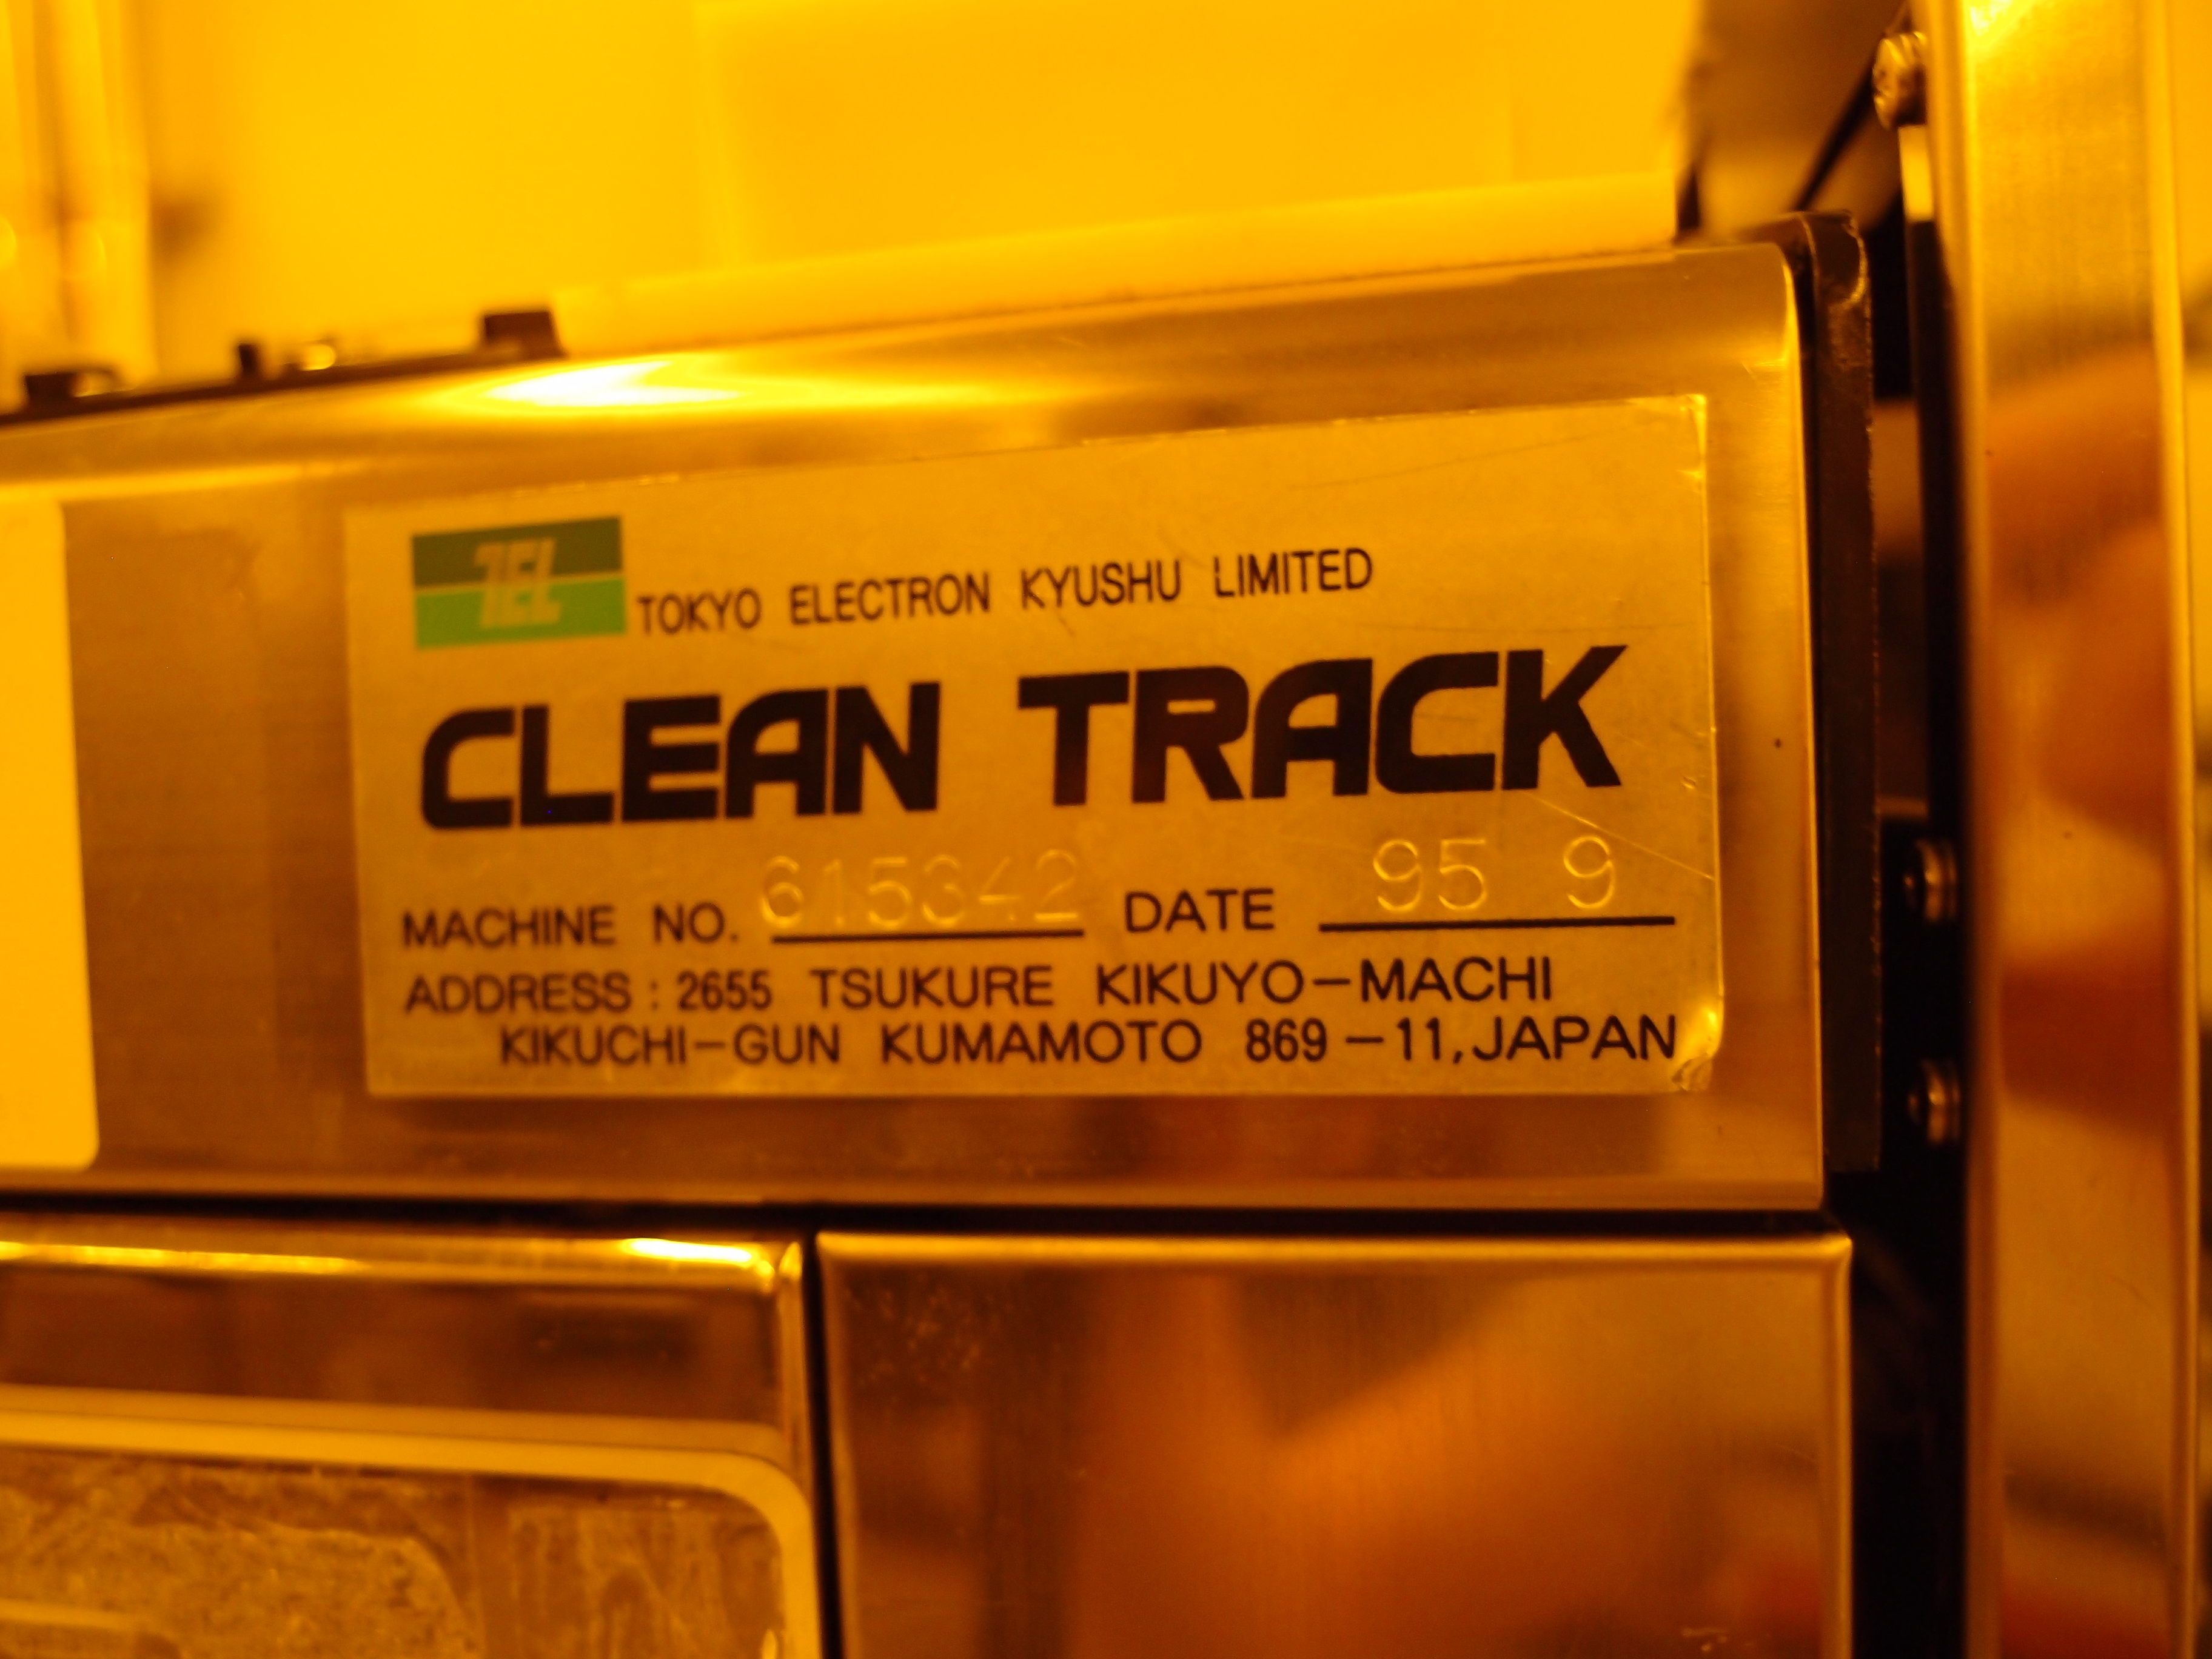 TEL TOKYO ELECTRON KYUSHU LIMITED
CLEAN TRACK
MACHINE NO. 615342 DATE 95 9
ADDRESS : 2655 TSUKURE KIKUYO-MACHI
KIKUCHI-GUN KUMAMOTO 869-11, JAPAN